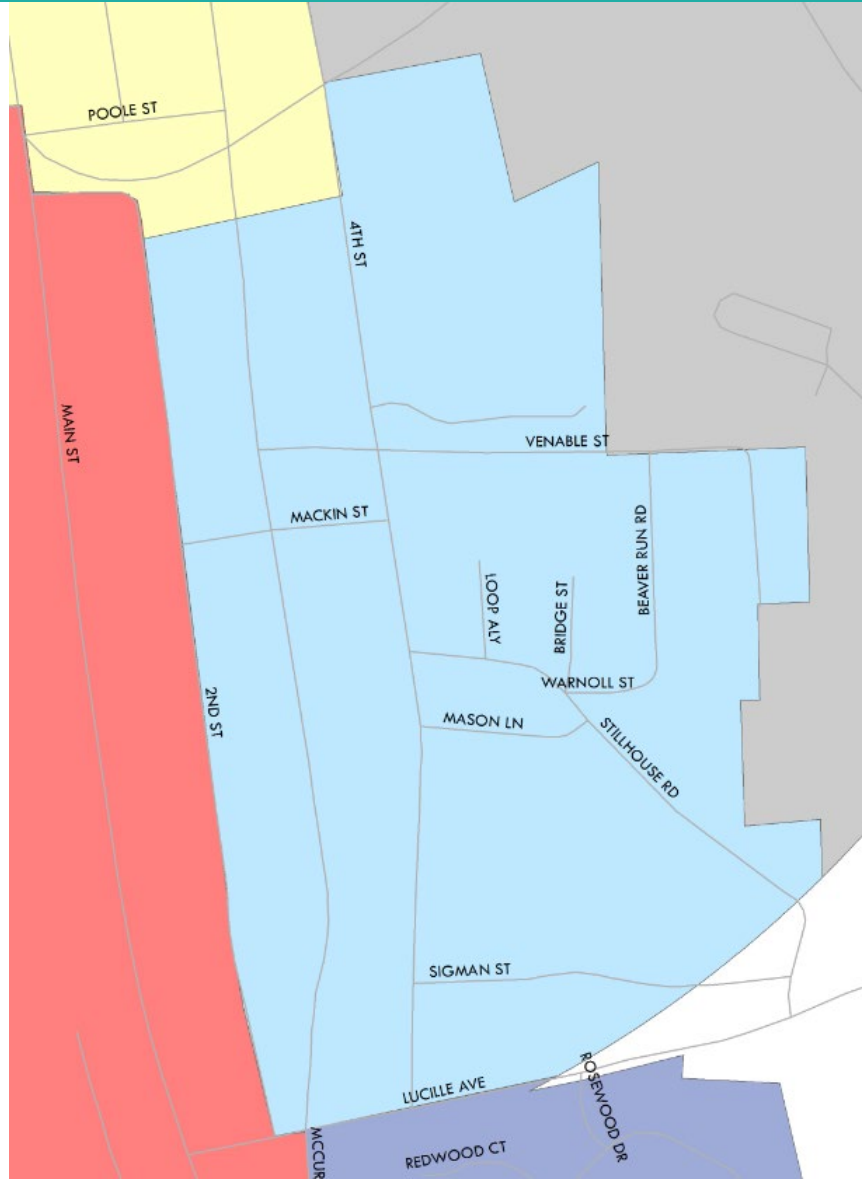 POOLE ST
4TH ST
MAIN ST
VENABLE ST
MACKIN ST
BEAVER RUN RD
LOOP ALY
BRIDGE ST
WARNOLL ST
2ND ST
MASON LN
STILLHOUSE RD
SIGMAN ST
LUCILLE AVE
ROSEWOOD DR
MCCUR
REDWOOD CT